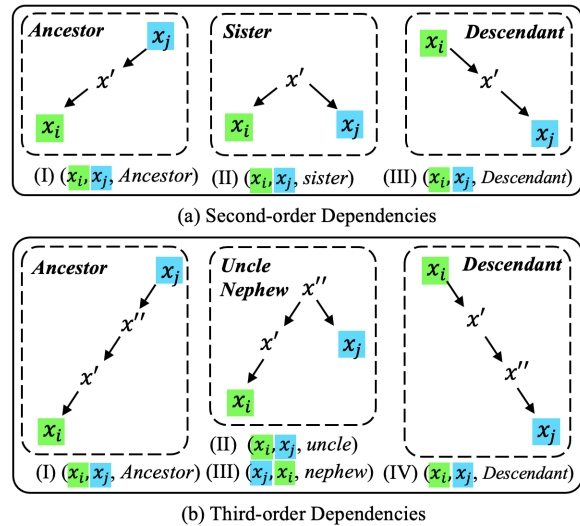 Ancestor
x_j
x'
x_i
(I) (x_i, x_j, Ancestor)
Sister
x'
x_i
x_j
(II) (x_i, x_j, sister)
Descendant
x_i
x'
x_j
(III) (x_i, x_j, Descendant)
(a) Second-order Dependencies
Ancestor
x_j
x''
x'
x_i
(I) (x_i, x_j, Ancestor)
Uncle
Nephew
x''
x'
x_j
x_i
(II) (x_i, x_j, uncle)
(III) (x_j, x_i, nephew)
Descendant
x_i
x'
x''
x_j
(IV) (x_i, x_j, Descendant)
(b) Third-order Dependencies